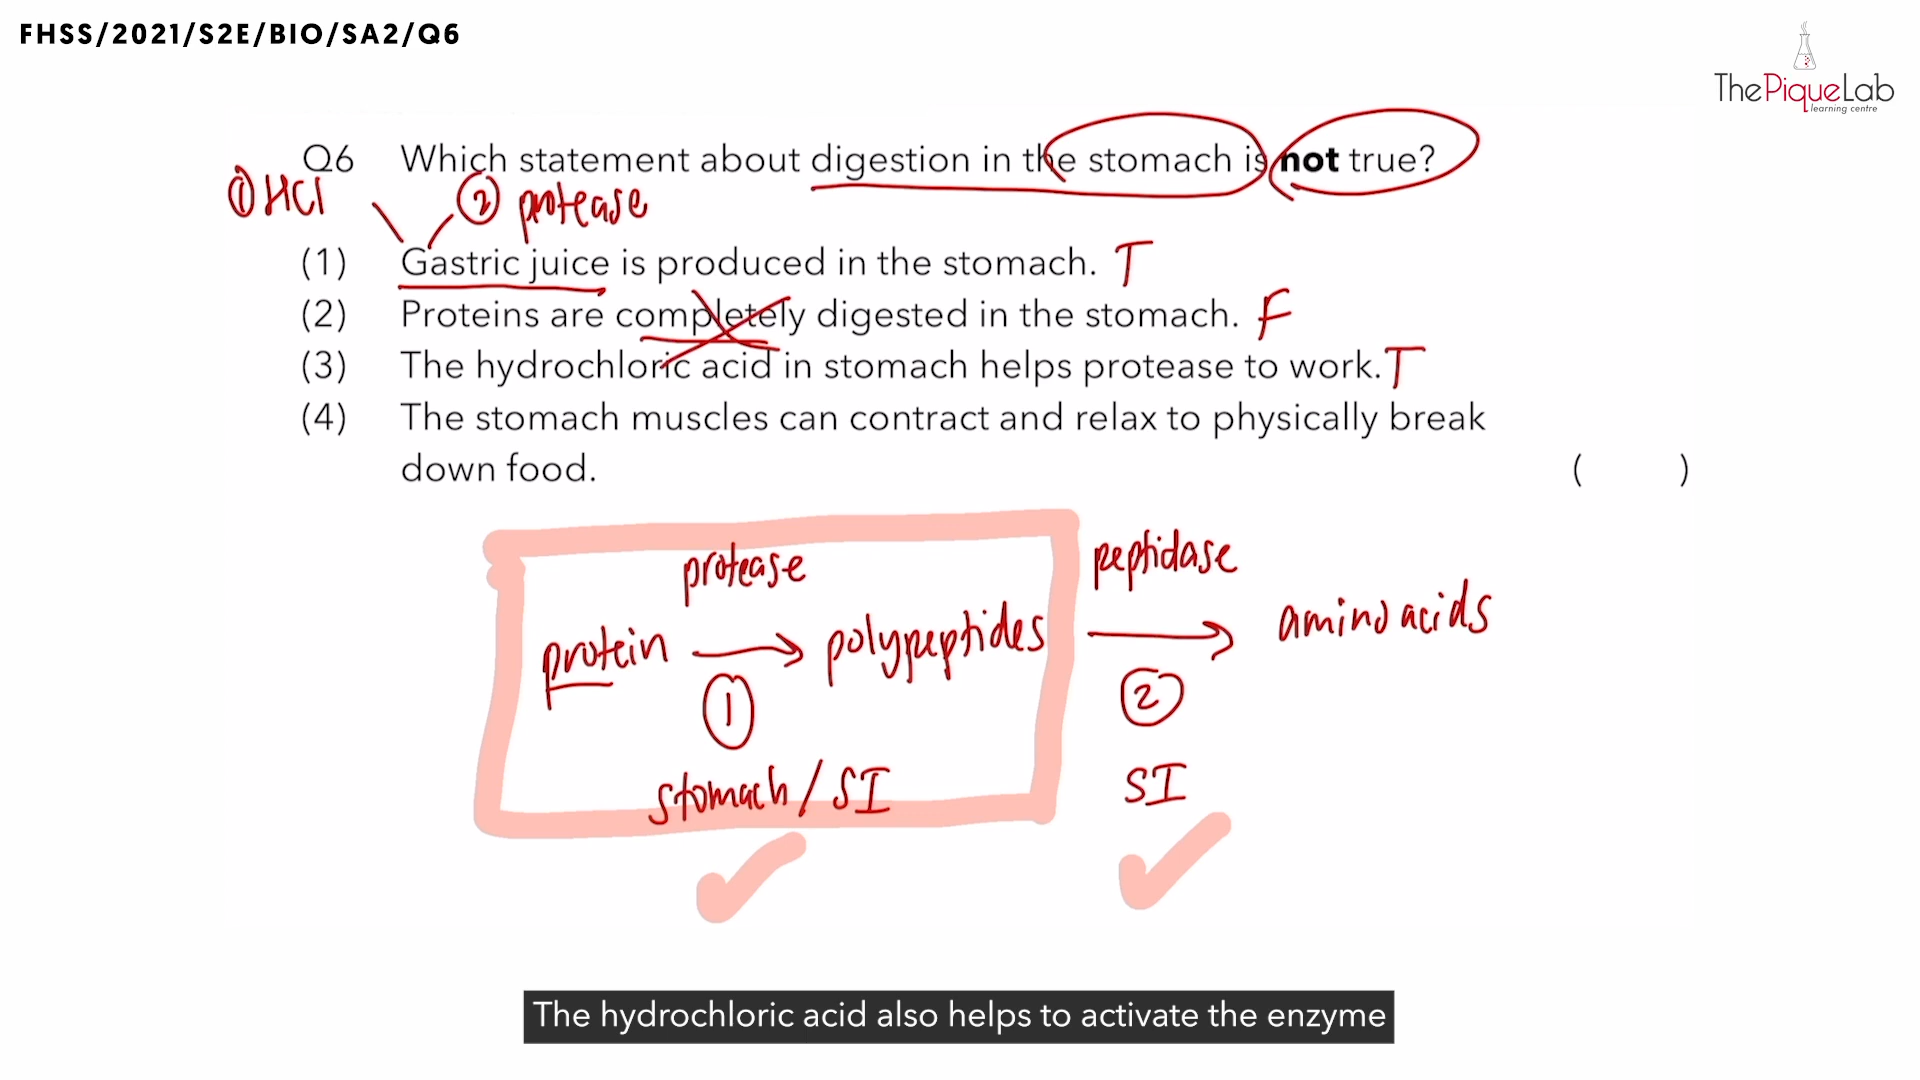 FHSS/2021/S2E/BIO/SA2/Q6
ThePiqueLab
learning centre
Q6 Which statement about digestion in the stomach is not true?
① HCl ② protease
(1) Gastric juice is produced in the stomach. T
(2) Proteins are completely digested in the stomach. F
(3) The hydrochloric acid in stomach helps protease to work. T
(4) The stomach muscles can contract and relax to physically break
down food. ( )
protease peptidase
protein → polypeptides → amino acids
① ②
stomach / SI SI
The hydrochloric acid also helps to activate the enzyme